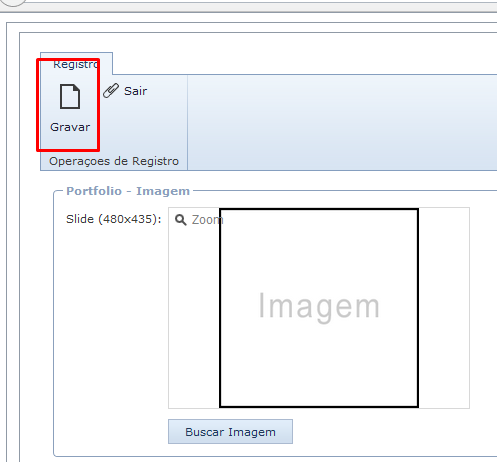 Registro
Gravar
Sair
Operaçoes de Registro
Portfolio - Imagem
Slide (480x435):
Zoom
Imagem
Buscar Imagem